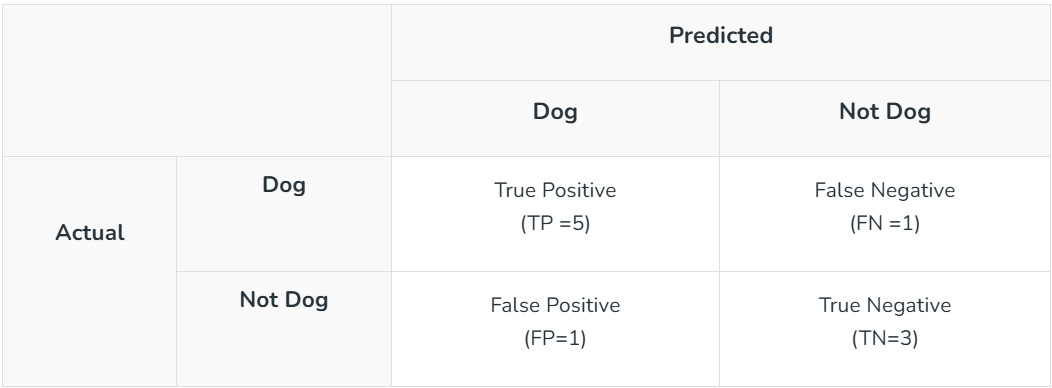 Predicted
Dog
Not Dog
Actual
Dog
True Positive
(TP =5)
False Negative
(FN =1)
Not Dog
False Positive
(FP=1)
True Negative
(TN=3)